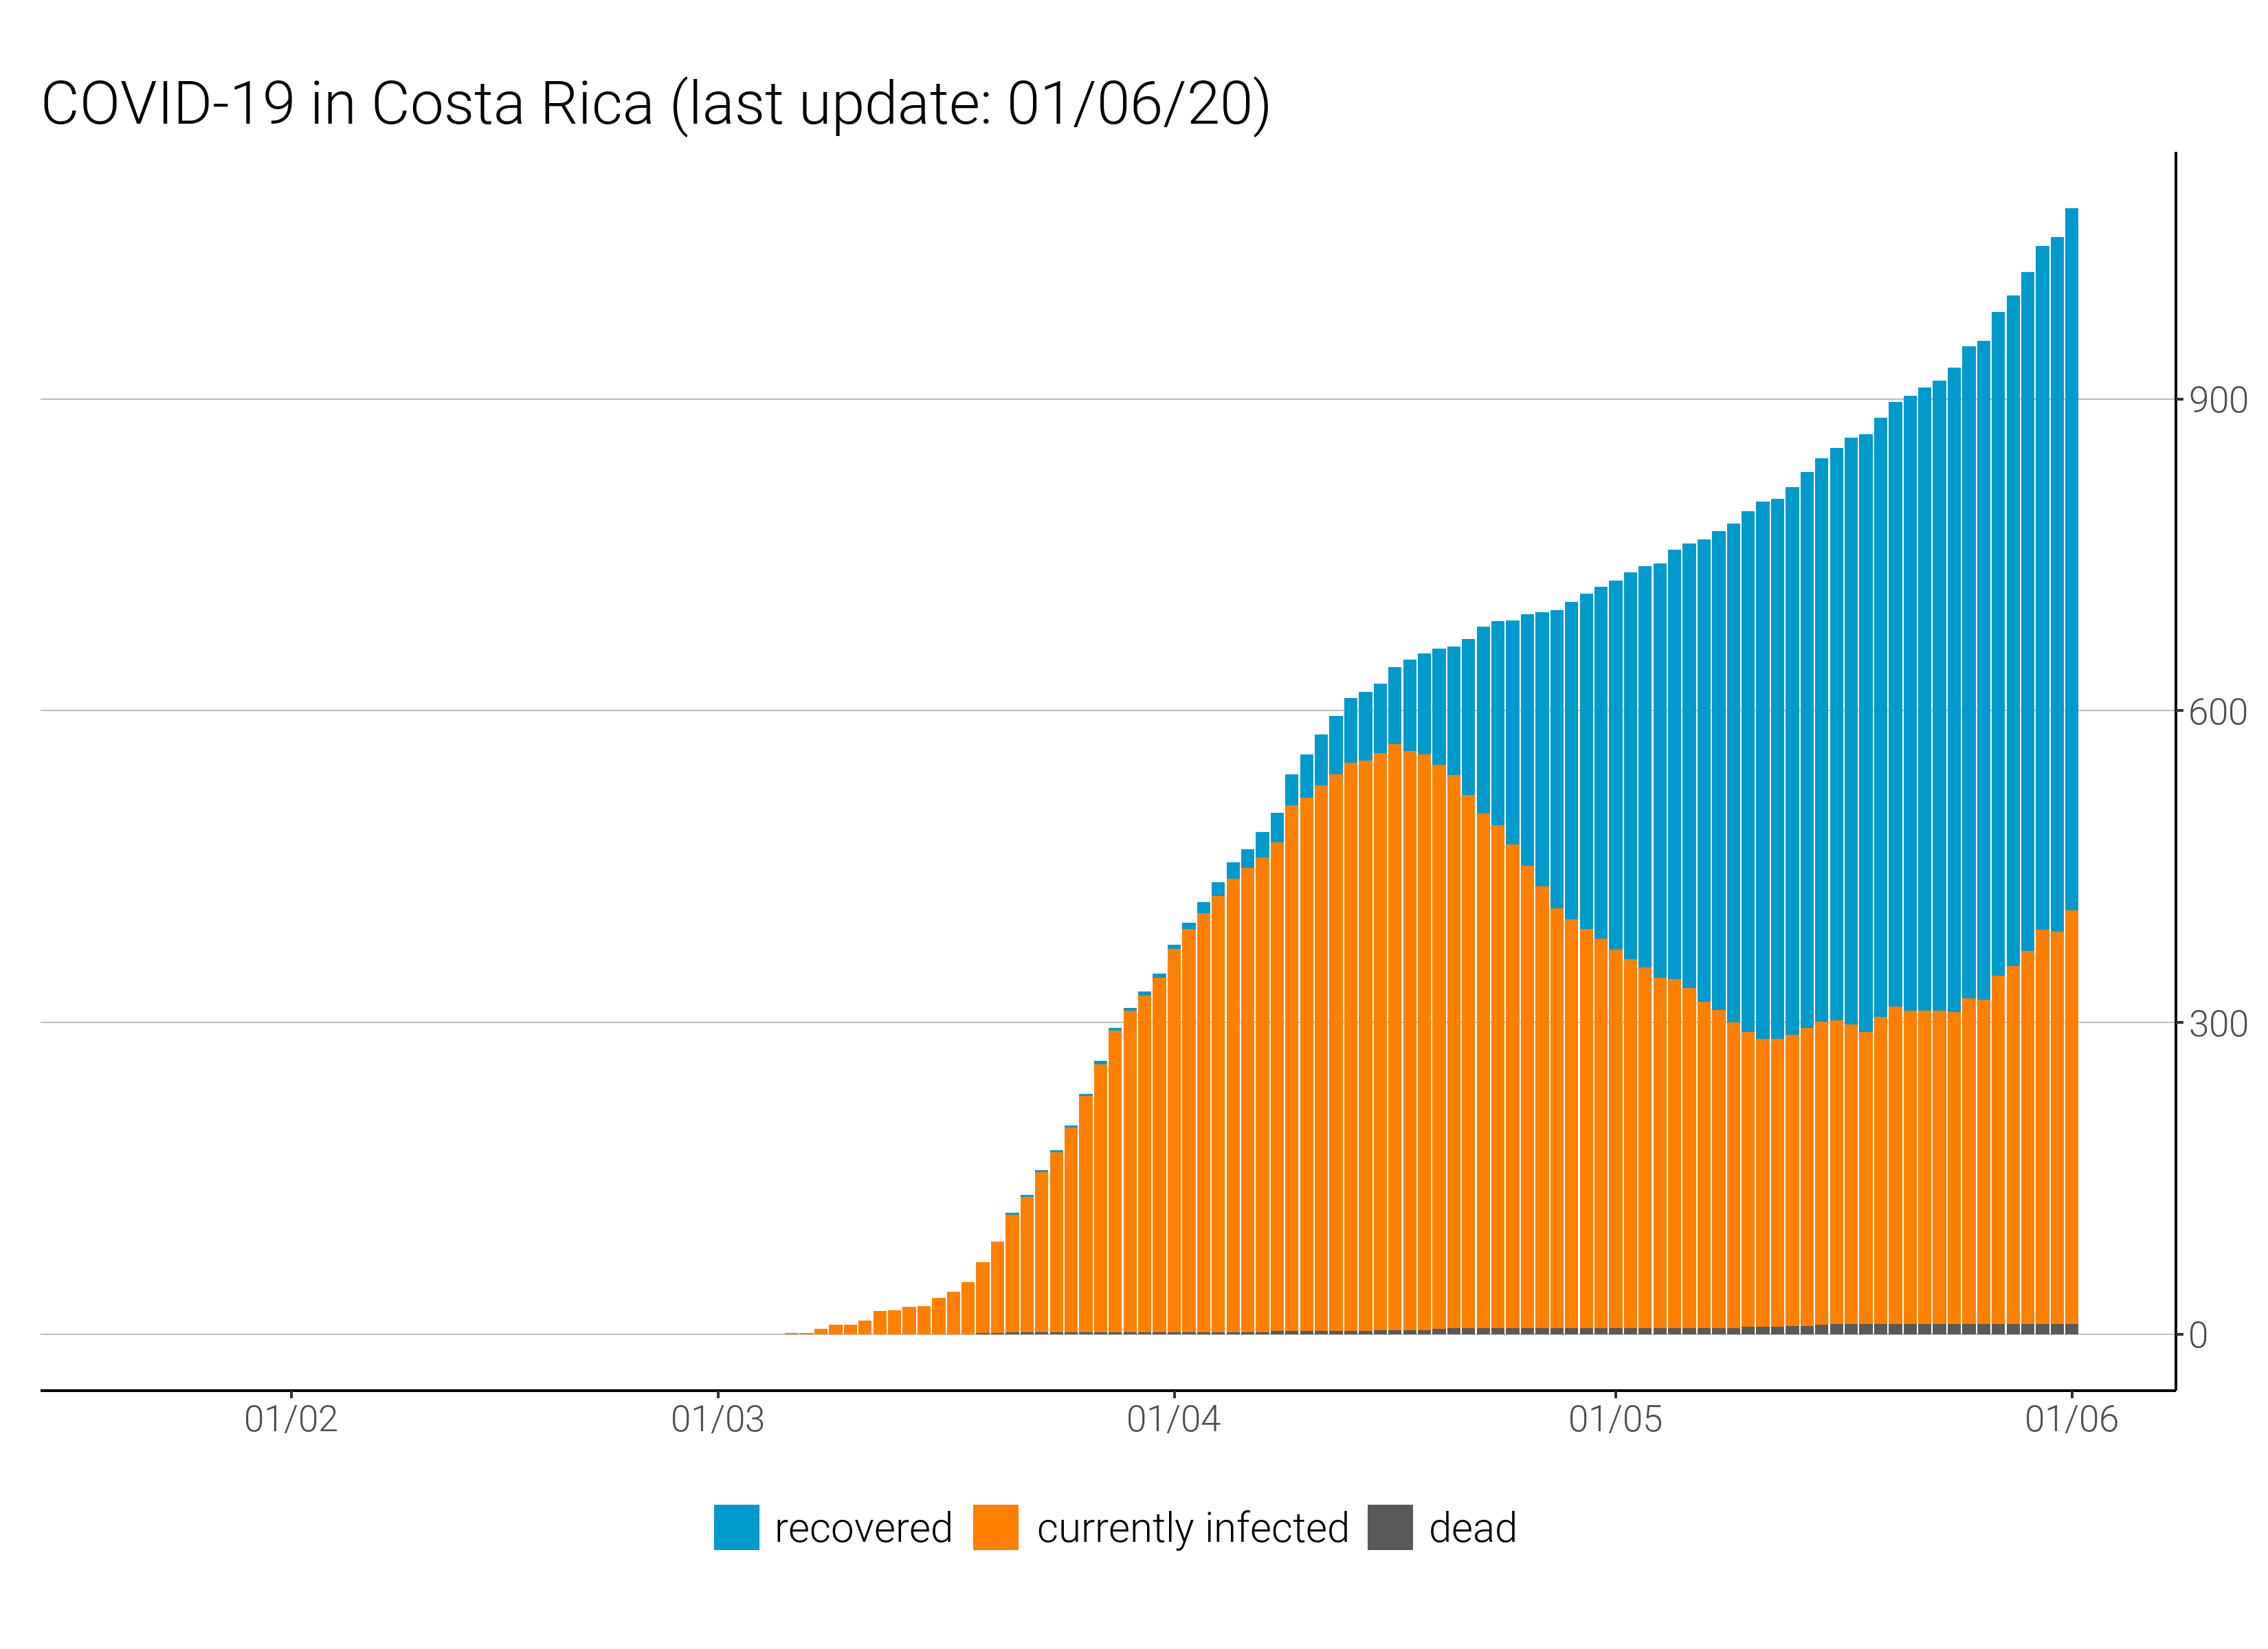 COVID-19 in Costa Rica (last update: 01/06/20)
900
600
300
0
01/02 01/03 01/04 01/05 01/06
recovered currently infected dead